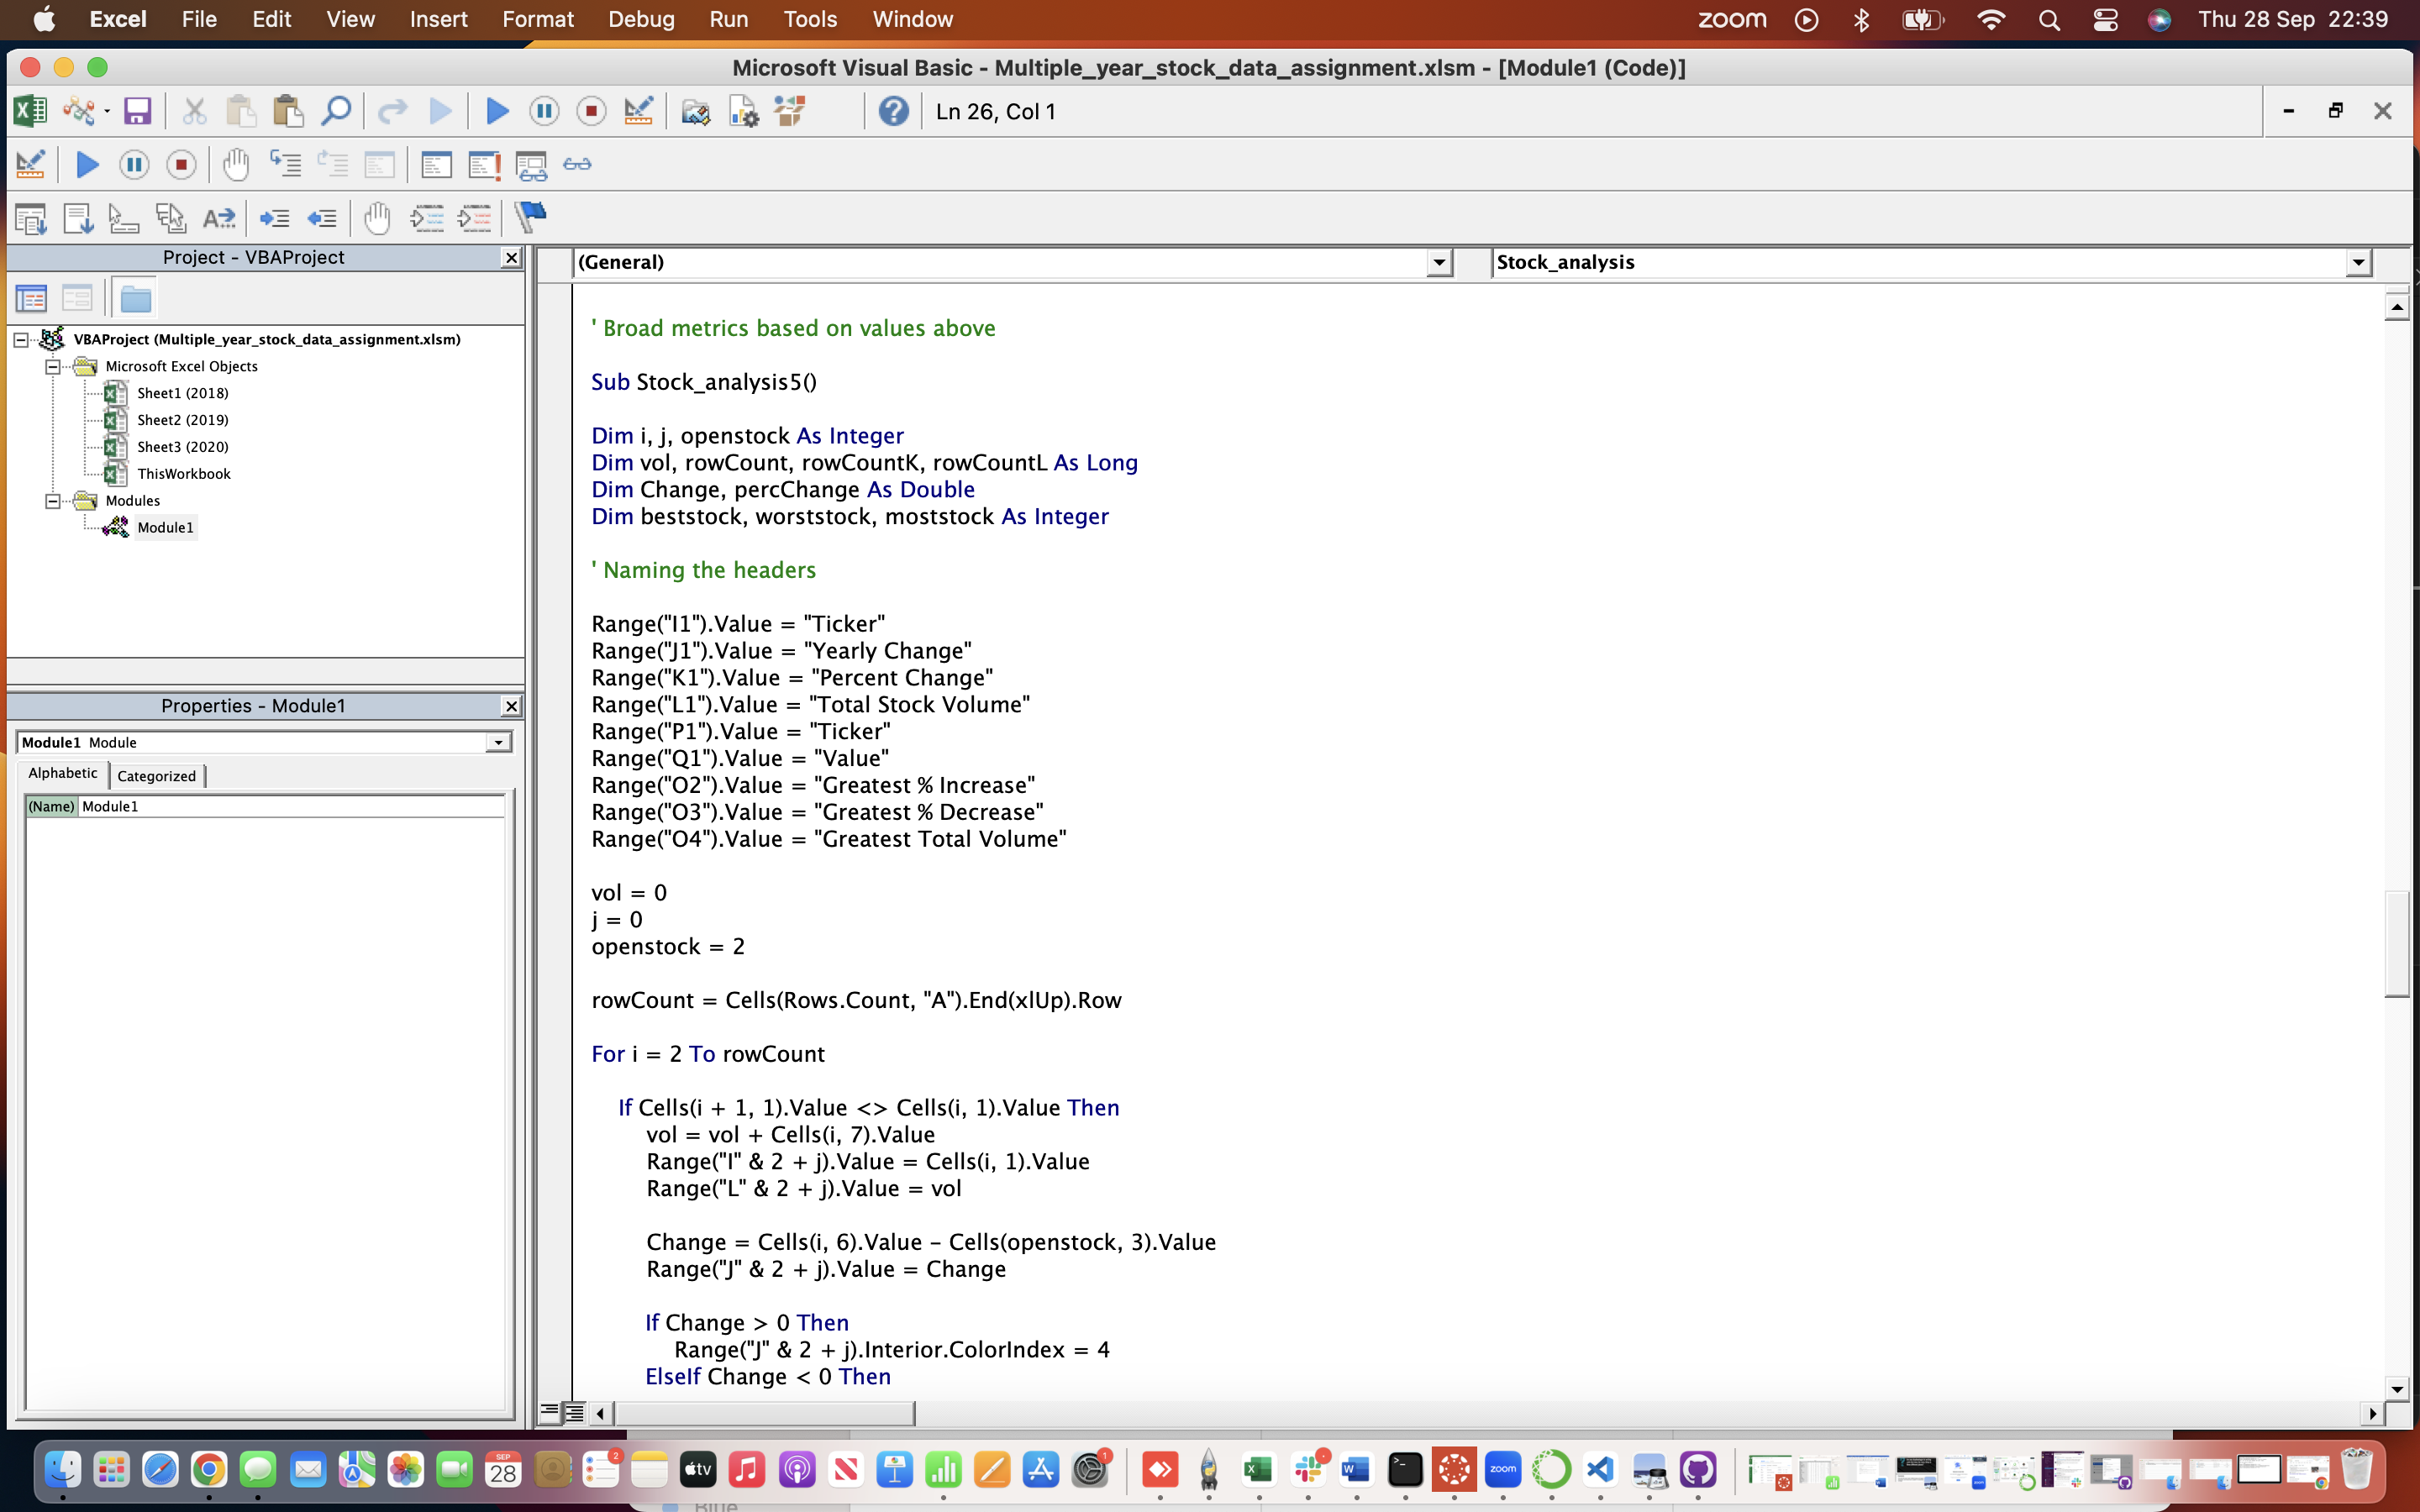 Excel File Edit View Insert Format Debug Run Tools Window zoom Thu 28 Sep 22:39
Microsoft Visual Basic - Multiple_year_stock_data_assignment.xlsm - [Module1 (Code)]
Ln 26, Col 1
Project - VBAProject
(General) Stock_analysis
VBAProject (Multiple_year_stock_data_assignment.xlsm)
Microsoft Excel Objects
Sheet1 (2018)
Sheet2 (2019)
Sheet3 (2020)
ThisWorkbook
Modules
Module1
Properties - Module1
Module1 Module
Alphabetic Categorized
(Name) Module1
' Broad metrics based on values above
Sub Stock_analysis5()
Dim i, j, openstock As Integer
Dim vol, rowCount, rowCountK, rowCountL As Long
Dim Change, percChange As Double
Dim beststock, worststock, moststock As Integer
' Naming the headers
Range("I1").Value = "Ticker"
Range("J1").Value = "Yearly Change"
Range("K1").Value = "Percent Change"
Range("L1").Value = "Total Stock Volume"
Range("P1").Value = "Ticker"
Range("Q1").Value = "Value"
Range("O2").Value = "Greatest % Increase"
Range("O3").Value = "Greatest % Decrease"
Range("O4").Value = "Greatest Total Volume"
vol = 0
j = 0
openstock = 2
rowCount = Cells(Rows.Count, "A").End(xlUp).Row
For i = 2 To rowCount
If Cells(i + 1, 1).Value <> Cells(i, 1).Value Then
vol = vol + Cells(i, 7).Value
Range("I" & 2 + j).Value = Cells(i, 1).Value
Range("L" & 2 + j).Value = vol
Change = Cells(i, 6).Value - Cells(openstock, 3).Value
Range("J" & 2 + j).Value = Change
If Change > 0 Then
Range("J" & 2 + j).Interior.ColorIndex = 4
ElseIf Change < 0 Then
SEP
28 2 tv 1 zoom